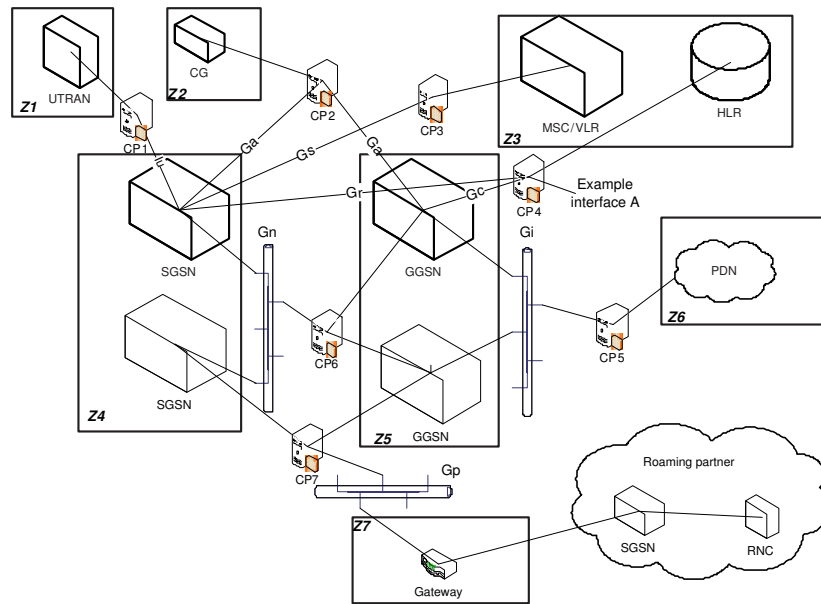 UTRAN
Z1
CG
Z2
CP1
CP2
CP3
MSC/VLR
HLR
Z3
Iu
Ga
Gs
Ga
Gr
Gc
CP4
Example
interface A
SGSN
GGSN
Gn
Gi
PDN
Z6
CP5
CP6
SGSN
Z4
GGSN
Z5
CP7
Gp
Roaming partner
Z7
SGSN
RNC
Gateway